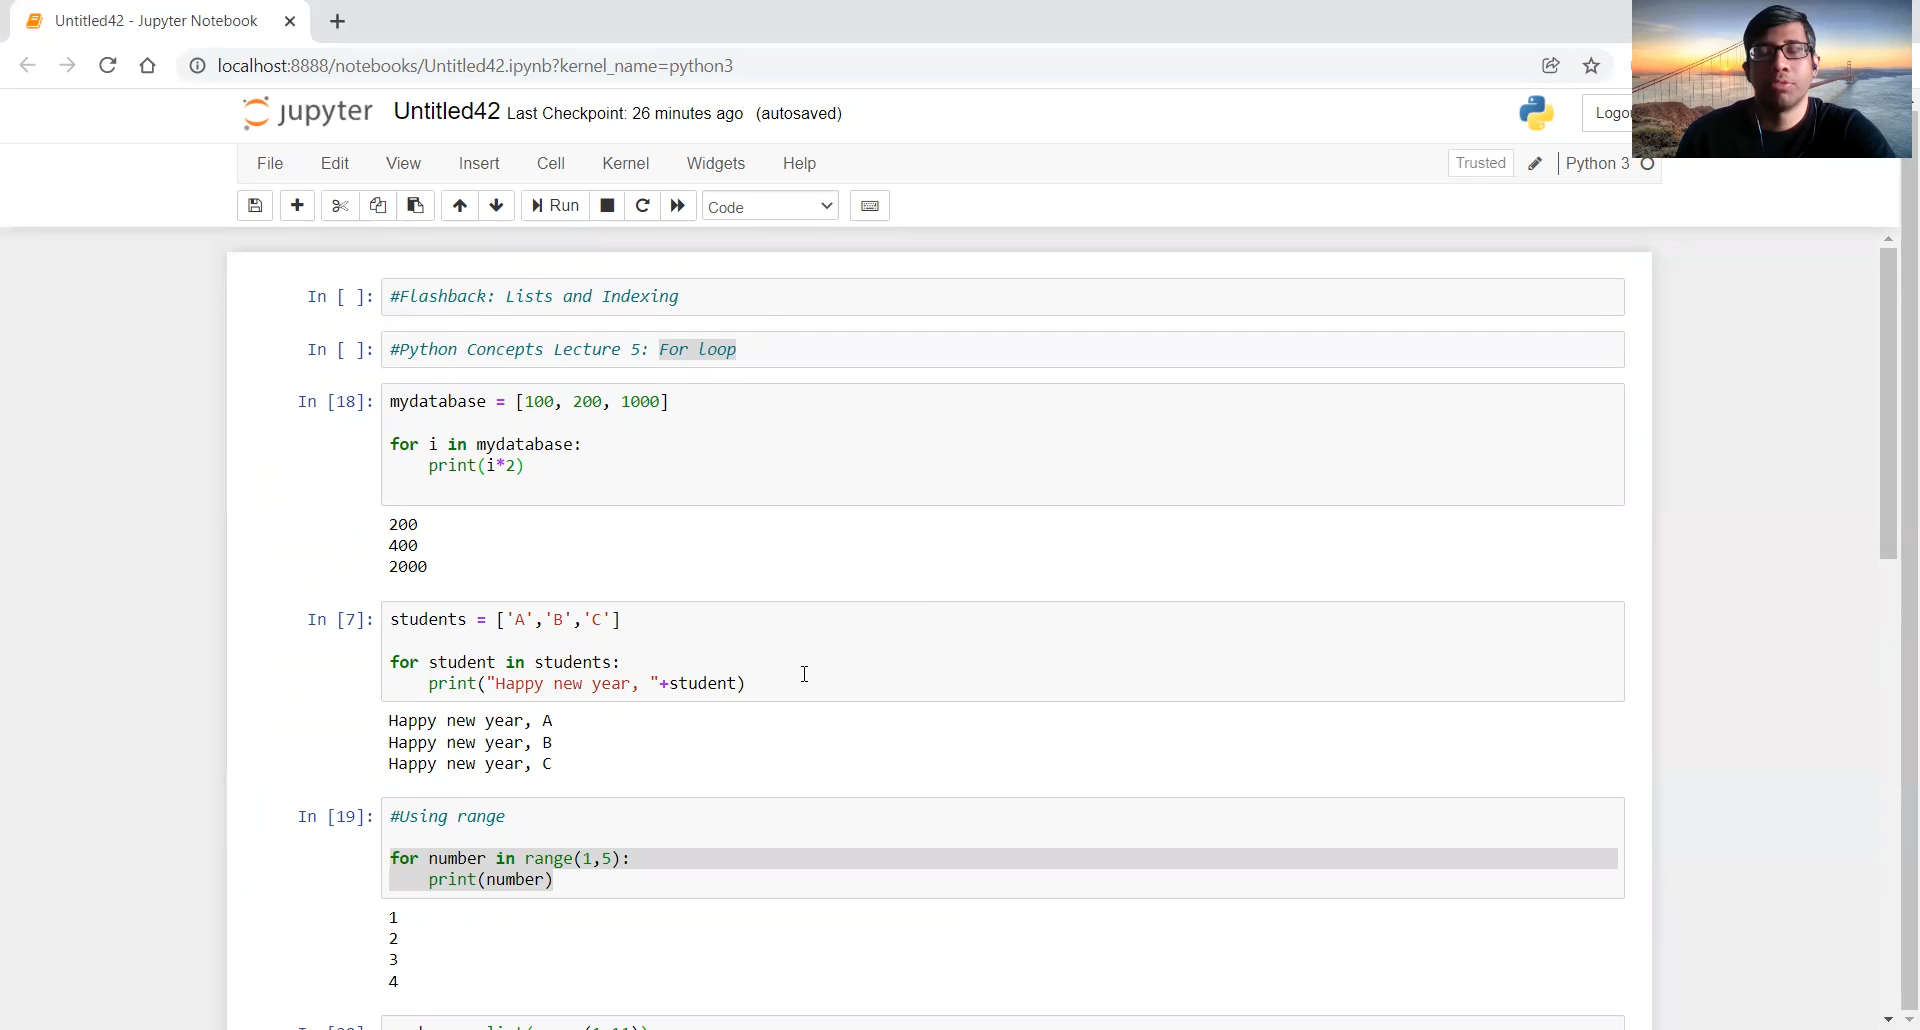 Untitled42 - Jupyter Notebook
localhost:8888/notebooks/Untitled42.ipynb?kernel_name=python3
jupyter Untitled42 Last Checkpoint: 26 minutes ago (autosaved)
Logo
File Edit View Insert Cell Kernel Widgets Help
Trusted Python 3
Run Code
In [ ]: #Flashback: Lists and Indexing
In [ ]: #Python Concepts Lecture 5: For loop
In [18]: mydatabase = [100, 200, 1000]
for i in mydatabase:
print(i*2)
200
400
2000
In [7]: students = ['A','B','C']
for student in students:
print("Happy new year, "+student)
Happy new year, A
Happy new year, B
Happy new year, C
In [19]: #Using range
for number in range(1,5):
print(number)
1
2
3
4